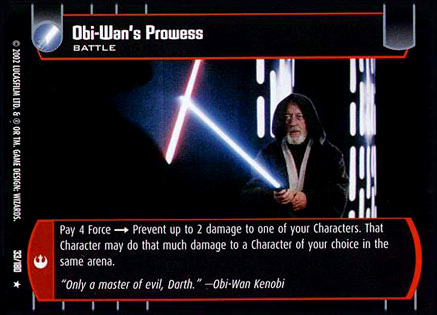 Obi-Wan's Prowess
BATTLE
Pay 4 Force → Prevent up to 2 damage to one of your Characters. That
Character may do that much damage to a Character of your choice in the
same arena.
"Only a master of evil, Darth." —Obi-Wan Kenobi
© 2002 LUCASFILM LTD. & ® OR TM. GAME DESIGN: WIZARDS.
33/180